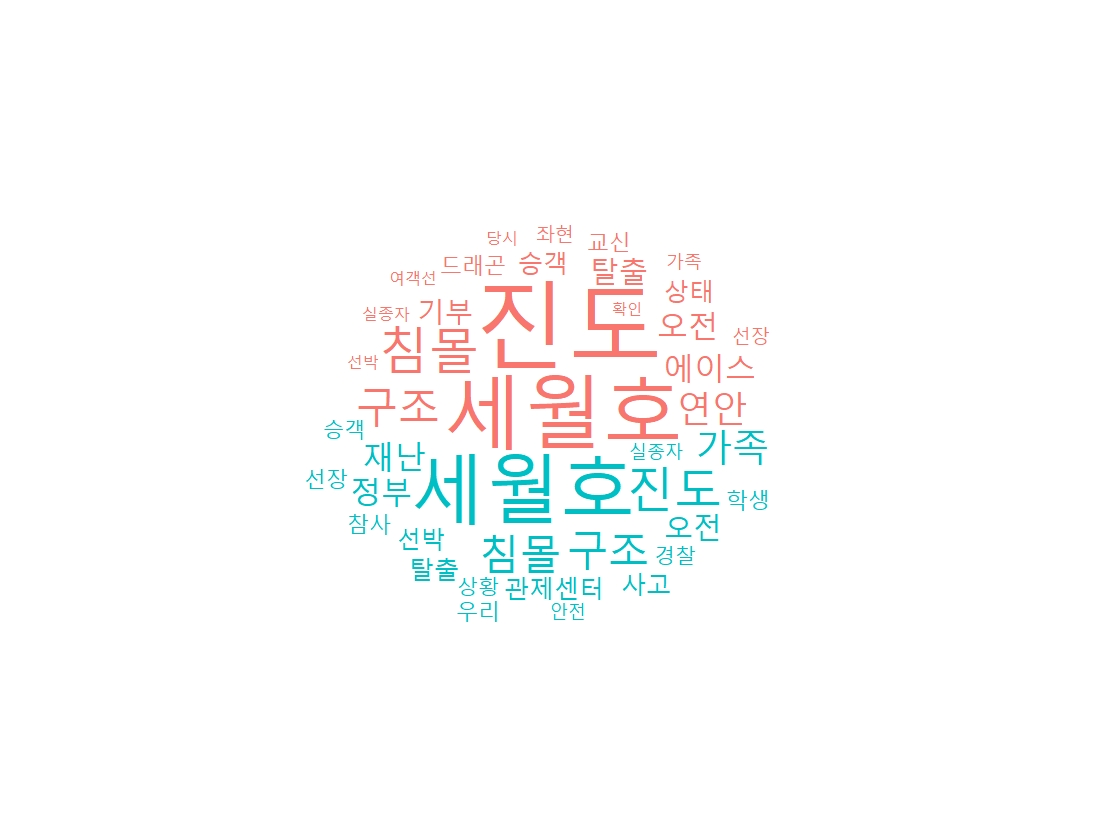 당시 좌현 교신
드래곤 승객 탈출 가족
여객선 상태
실종자 기부 진도 확인 오전 선장
선박 침몰 에이스
구조 세월호 연안
승객 재난 세월호 실종자 가족
선장 정부 진도 학생
참사 선박 침몰 구조 오전
탈출 경찰
상황 관제센터 사고
우리 안전